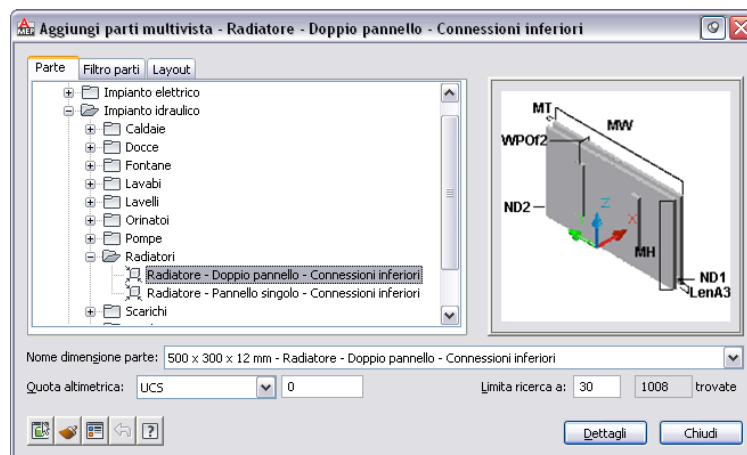 MEP
Aggiungi parti multivista - Radiatore - Doppio pannello - Connessioni inferiori
Parte
Filtro parti
Layout
Impianto elettrico
Impianto idraulico
Caldaie
Docce
Fontane
Lavabi
Lavelli
Orinatoi
Pompe
Radiatori
Radiatore - Doppio pannello - Connessioni inferiori
Radiatore - Pannello singolo - Connessioni inferiori
Scarichi
MT
MW
WPOf2
ND2
Z
X
MH
ND1
LenA3
Nome dimensione parte: 500 x 300 x 12 mm - Radiatore - Doppio pannello - Connessioni inferiori
Quota altimetrica: UCS 0 Limita ricerca a: 30 1008 trovate
Dettagli
Chiudi